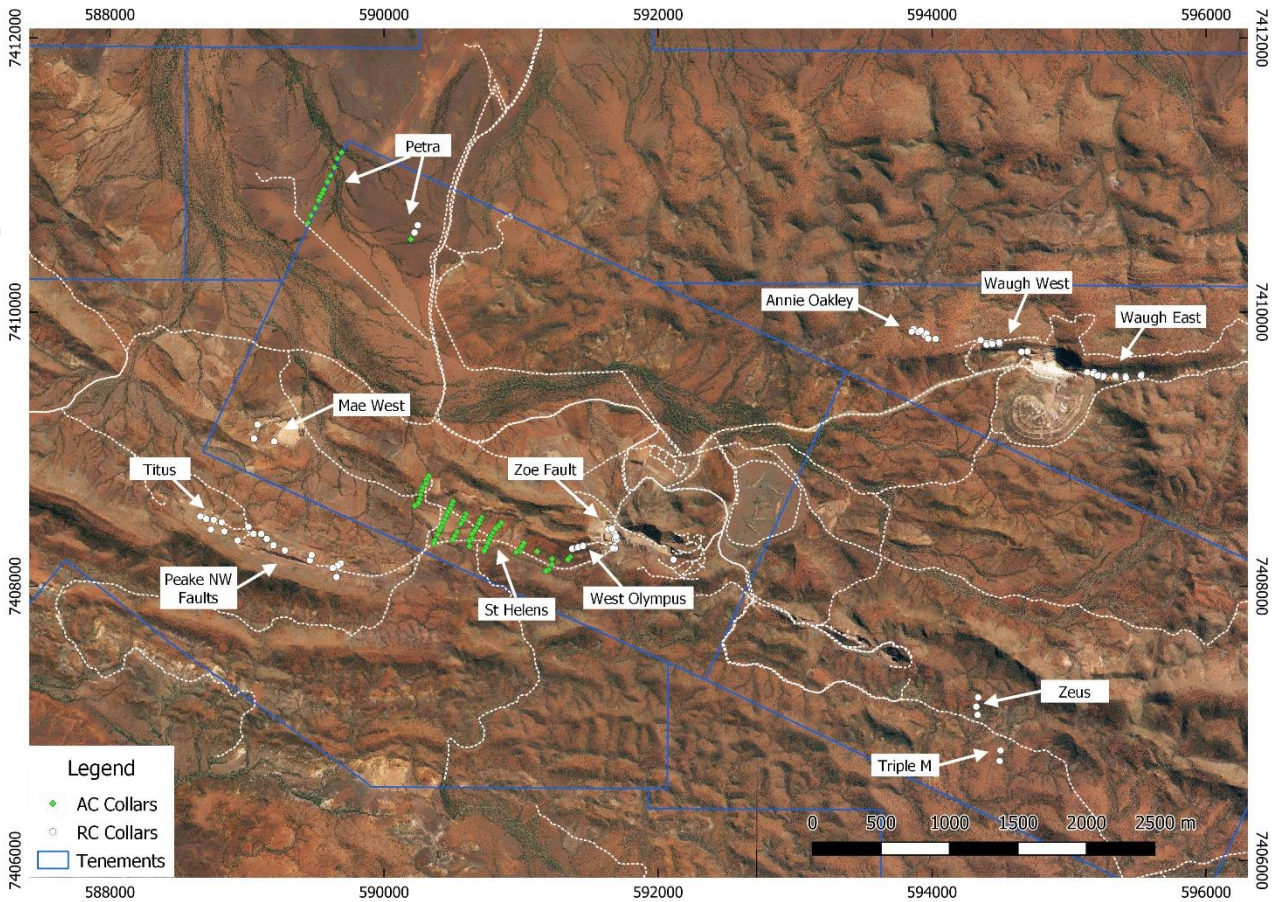 588000 590000 592000 594000 596000
7412000 7412000
Petra
7410000 7410000
Annie Oakley
Waugh West
Waugh East
Mae West
Titus
Zoe Fault
7408000 7408000
Peake NW
Faults
St Helens
West Olympus
Zeus
Triple M
Legend
AC Collars
RC Collars
Tenements
0 500 1000 1500 2000 2500 m
7406000 7406000
588000 590000 592000 594000 596000